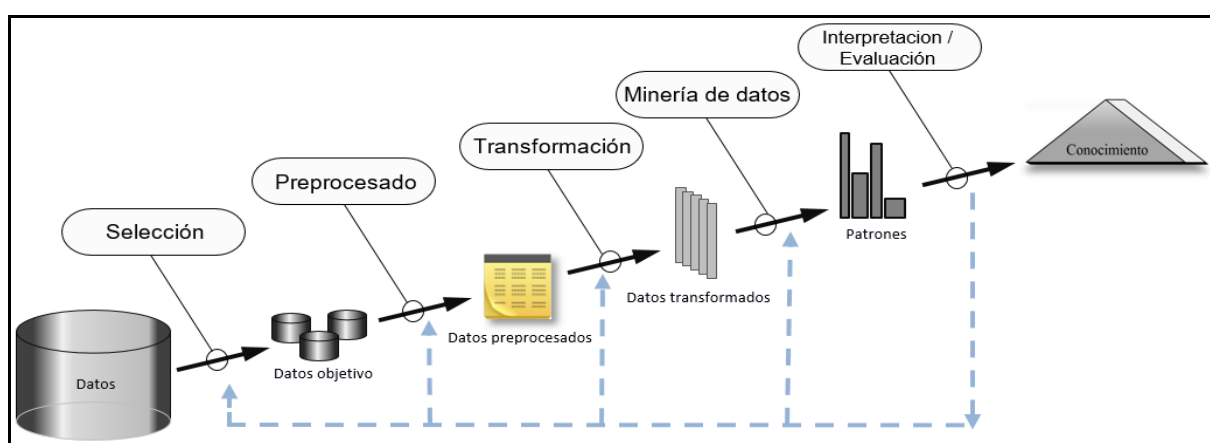 Interpretacion /
Evaluación
Minería de datos
Transformación
Preprocesado
Selección
Conocimiento
Patrones
Datos transformados
Datos preprocesados
Datos objetivo
Datos